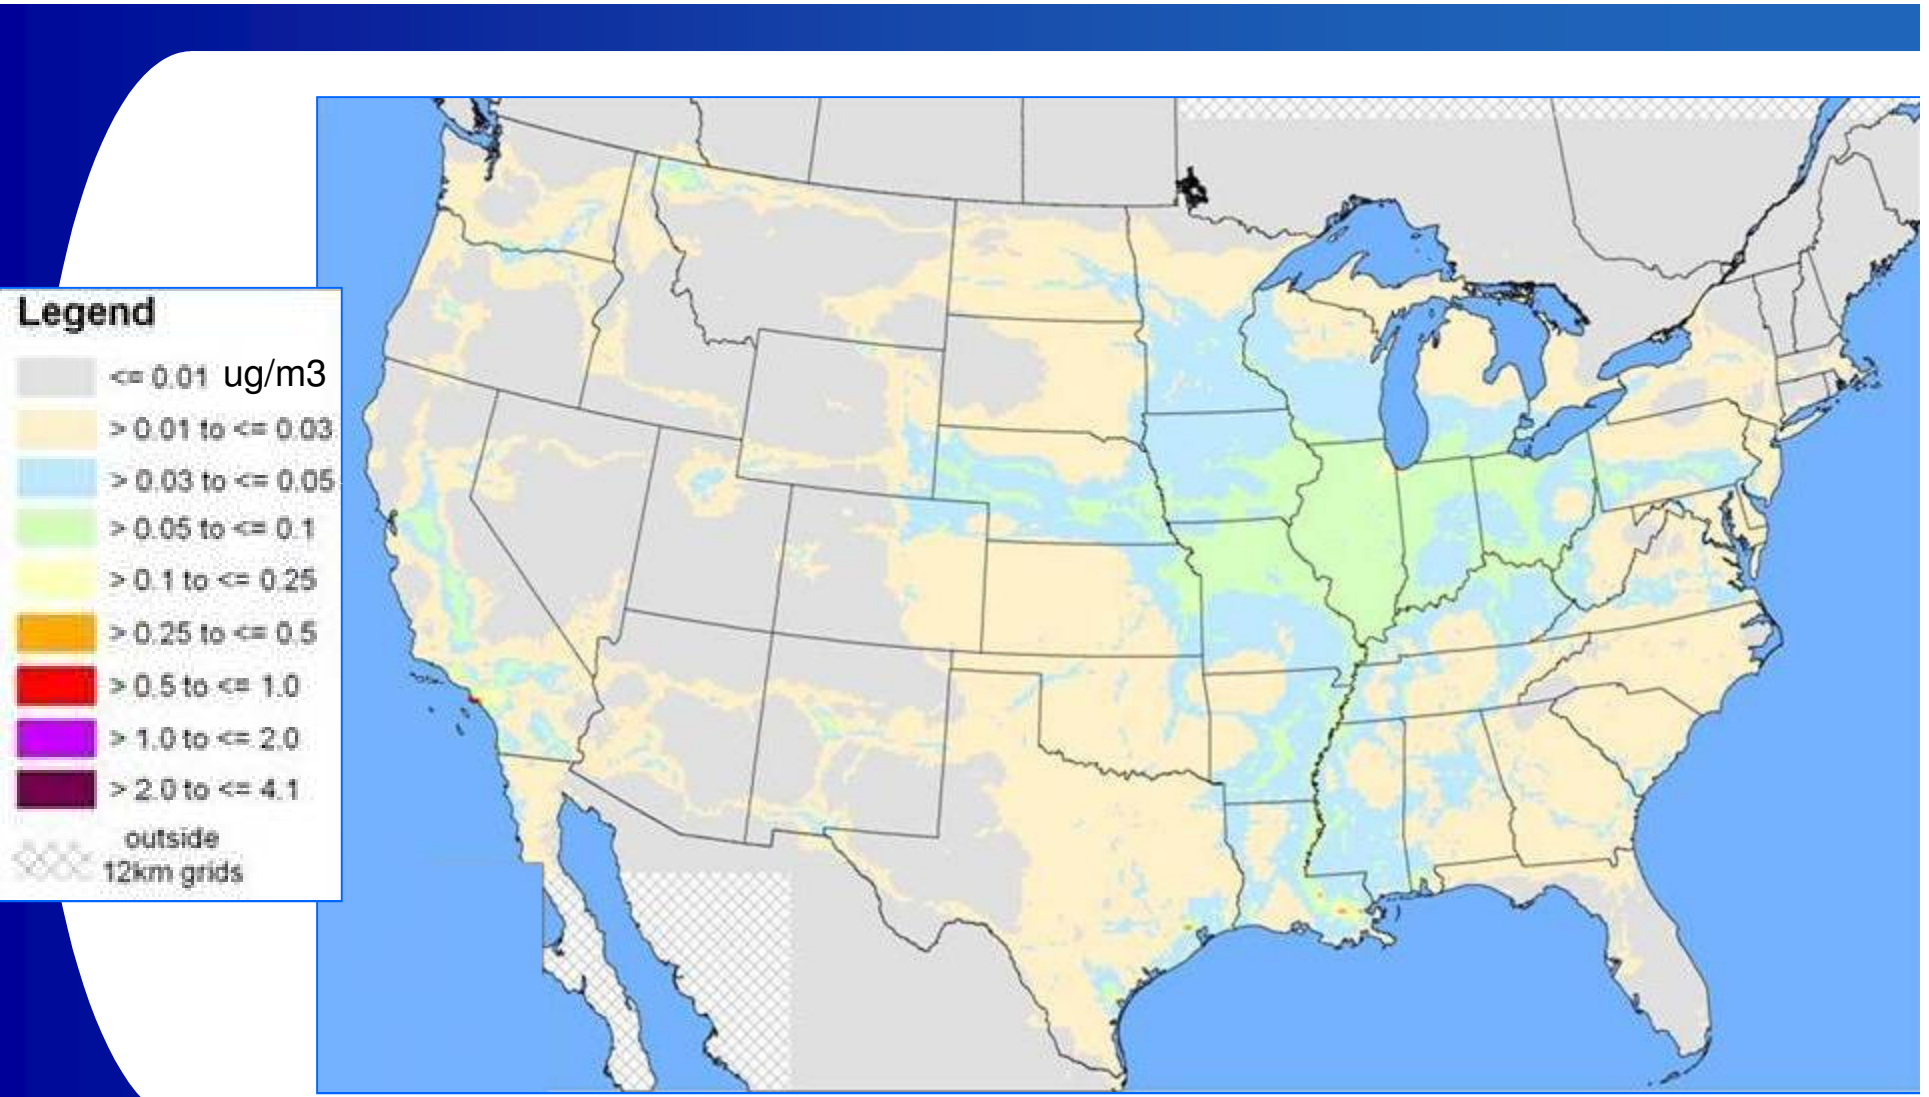 Legend
<= 0.01 ug/m3
> 0.01 to <= 0.03
> 0.03 to <= 0.05
> 0.05 to <= 0.1
> 0.1 to <= 0.25
> 0.25 to <= 0.5
> 0.5 to <= 1.0
> 1.0 to <= 2.0
> 2.0 to <= 4.1
outside
12km grids